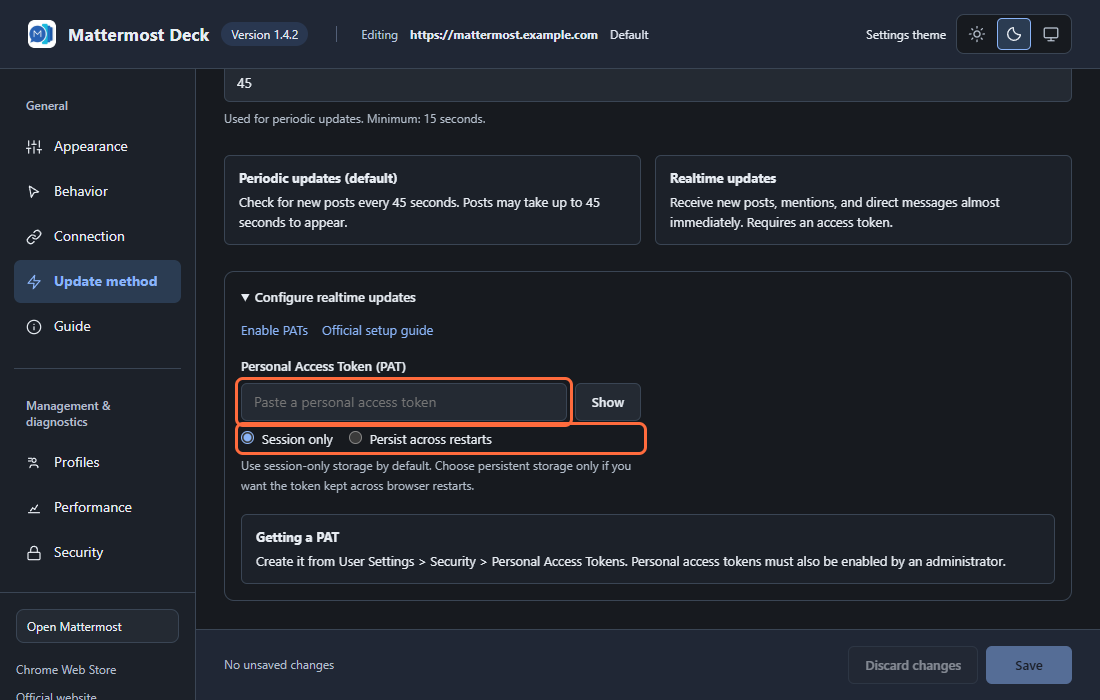 Mattermost Deck
Version 1.4.2
Editing https://mattermost.example.com Default
Settings theme
General
Appearance
Behavior
Connection
Update method
Guide
Management &
diagnostics
Profiles
Performance
Security
Open Mattermost
Chrome Web Store
Official website
45
Used for periodic updates. Minimum: 15 seconds.
Periodic updates (default)
Check for new posts every 45 seconds. Posts may take up to 45
seconds to appear.
Realtime updates
Receive new posts, mentions, and direct messages almost
immediately. Requires an access token.
▼ Configure realtime updates
Enable PATs Official setup guide
Personal Access Token (PAT)
Paste a personal access token
Show
Session only Persist across restarts
Use session-only storage by default. Choose persistent storage only if you
want the token kept across browser restarts.
Getting a PAT
Create it from User Settings > Security > Personal Access Tokens. Personal access tokens must also be enabled by an administrator.
No unsaved changes
Discard changes
Save